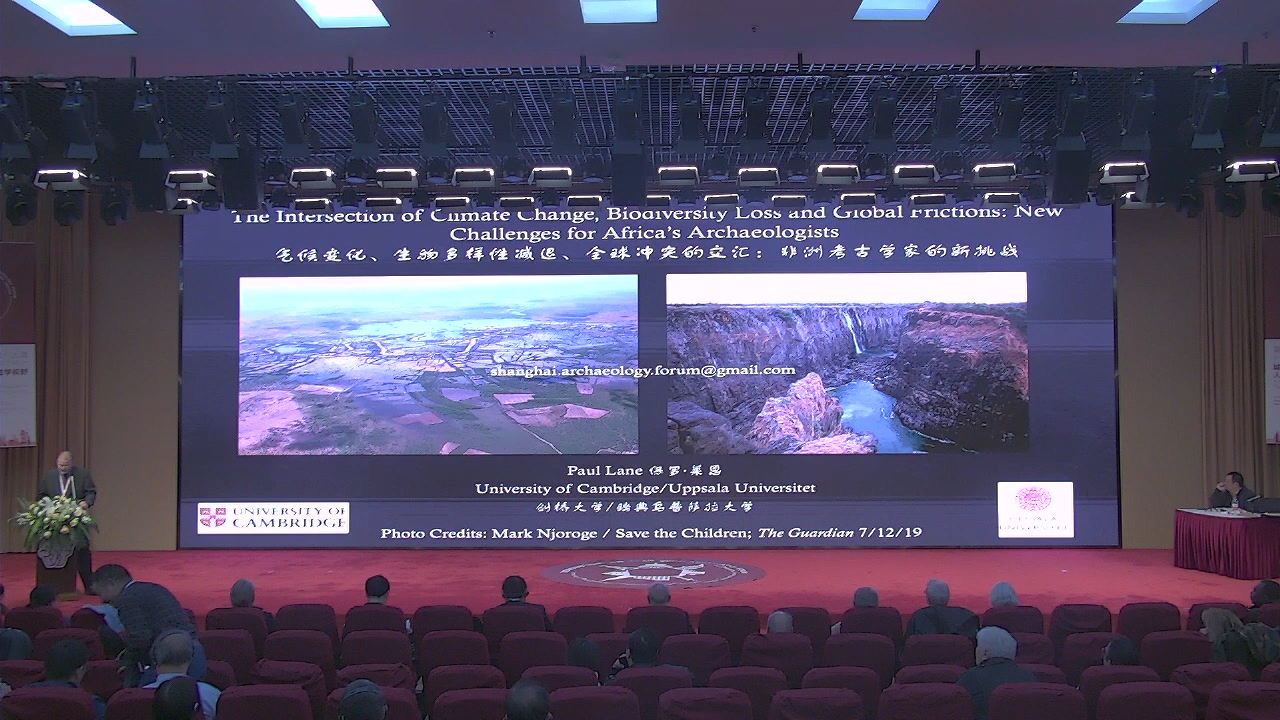 The Intersection of Climate Change, Biodiversity Loss and Global Frictions: New
Challenges for Africa's Archaeologists
气候变化、生物多样性减退、全球冲突的交汇：非洲考古学家的新挑战
shanghai.archaeology.forum@gmail.com
Paul Lane 保罗·莱恩
University of Cambridge/Uppsala Universitet
剑桥大学/瑞典乌普萨拉大学
UNIVERSITY OF
CAMBRIDGE
Photo Credits: Mark Njoroge / Save the Children; The Guardian 7/12/19